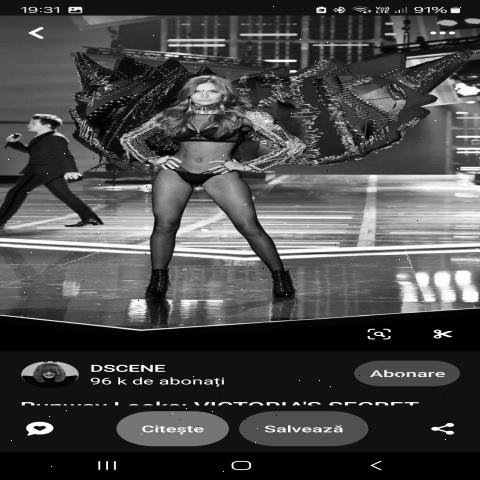 19:31 91%
DSCENE
96 k de abonați
Abonare
Runway Looks: VICTORIA'S SECRET
Citește
Salvează